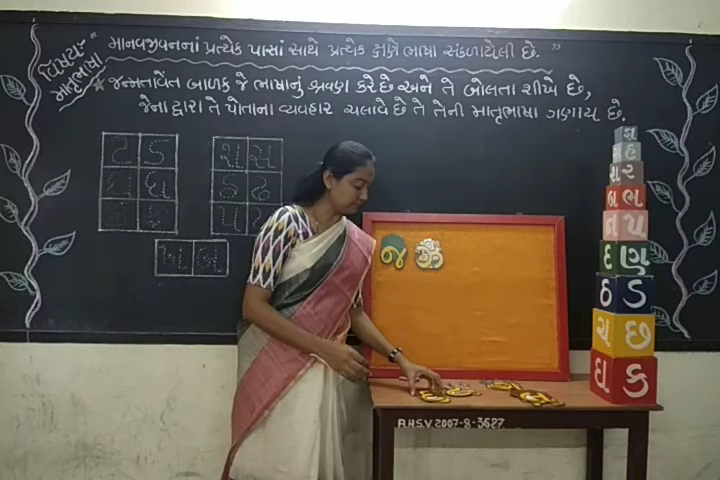 વિષય:-
માતૃભાષા
માનવજીવનનાં પ્રત્યેક પાસાં સાથે પ્રત્યેક ક્ષણે ભાષા સંકળાયેલી છે. "
★ જન્મતાવેંત બાળક જે ભાષાનું શ્રવણ કરે છે અને તે બોલતા શીખે છે,
જેના દ્વારા તે પોતાના વ્યવહાર ચલાવે છે તે તેની માતૃભાષા ગણાય છે.
ટ ડ
ઘ ધ
ક ફ
શ સ
ઠ ઢ
પ
ખ બ
જ ઝ
જ્ઞ
ર
બ ભ
ન પ
દ ણ
ઠ ડ
ચ છ
ઘ ક
A.H.S.V 2007-8-3627